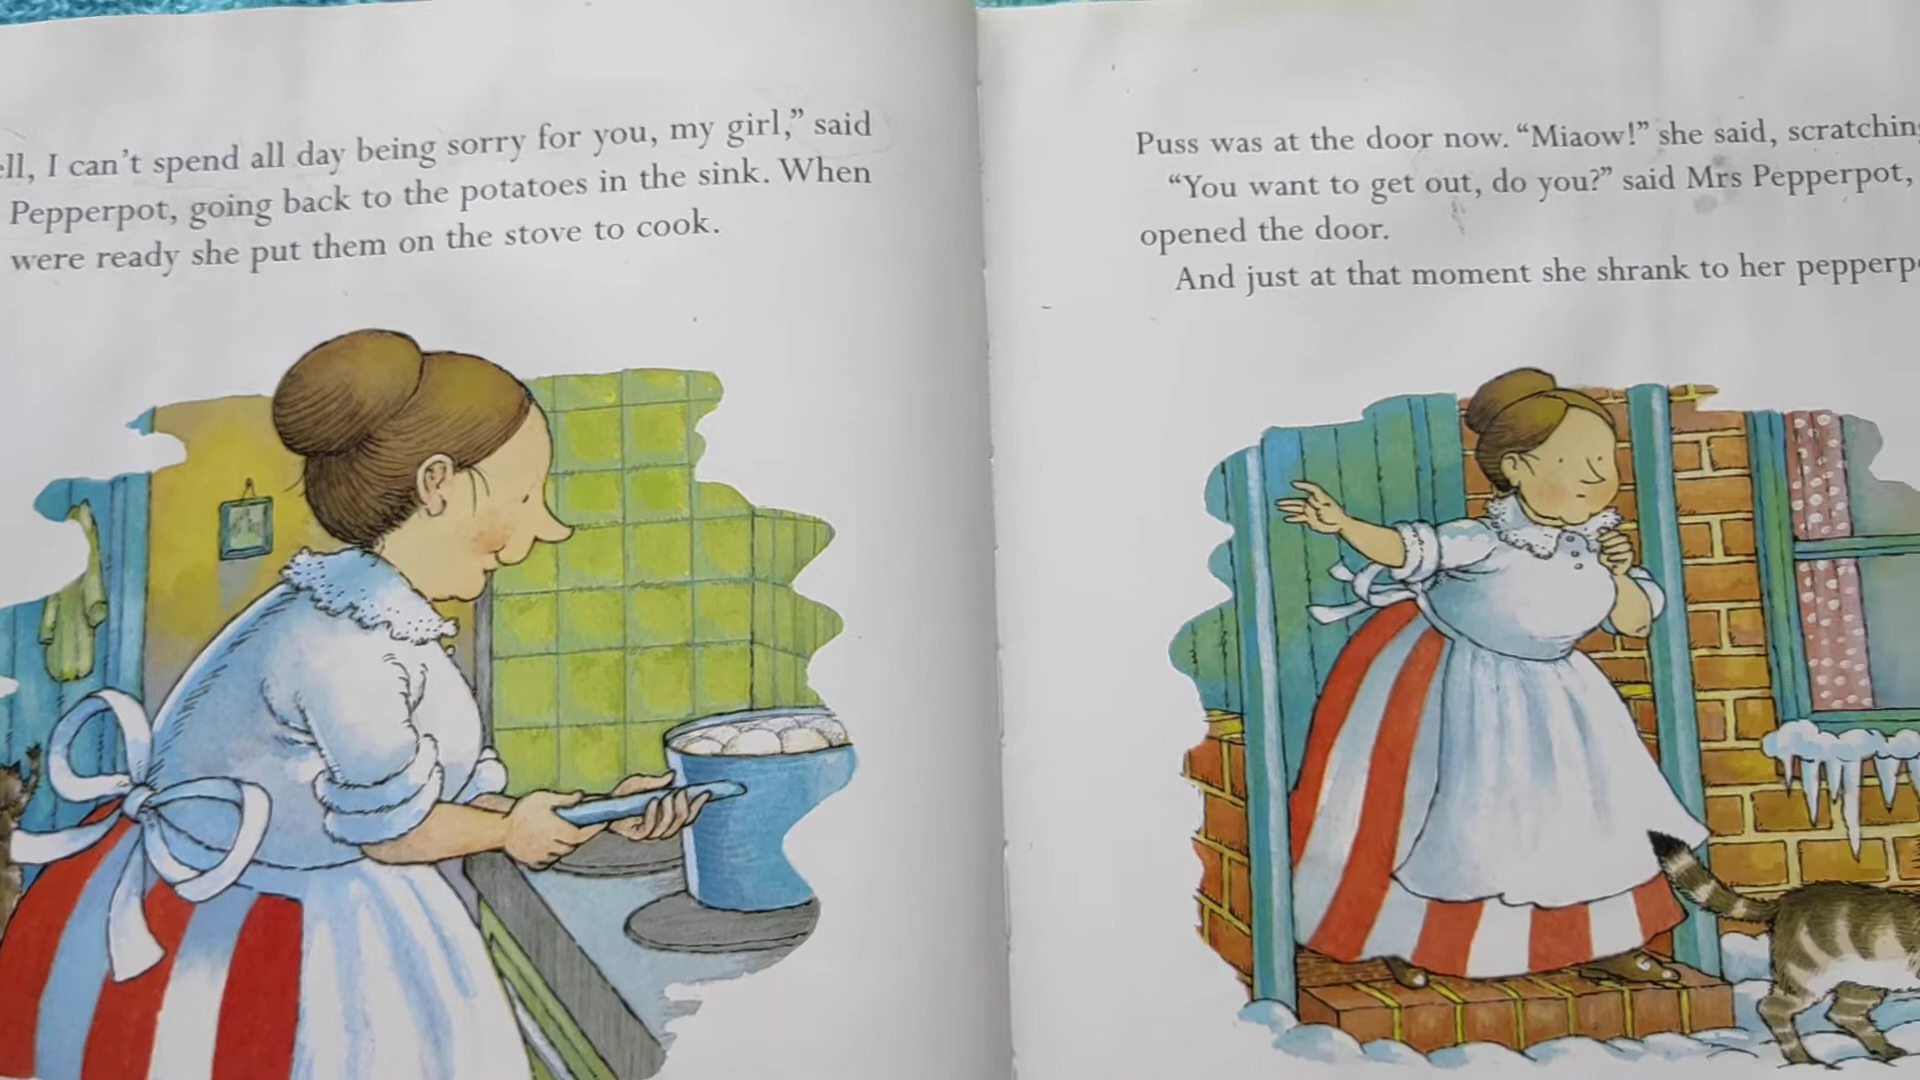 I can't spend all day being sorry for you, my girl,” said
Pepperpot, going back to the potatoes in the sink. When
were ready she put them on the stove to cook.
Puss was at the door now. “Miaow!” she said, scratching
“You want to get out, do you?” said Mrs Pepperpot,
opened the door.
And just at that moment she shrank to her